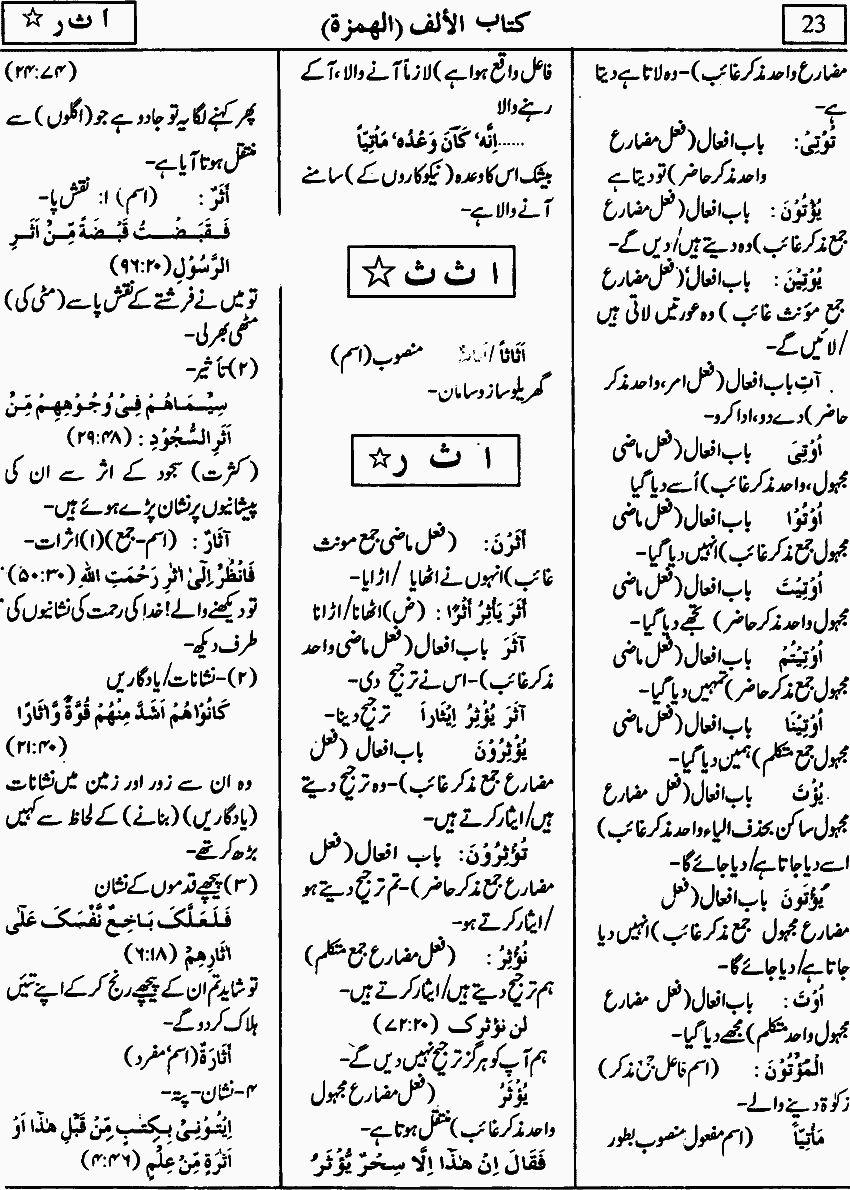 23
کتاب الألف (الهمزة)
ا ث ر ☆
مضارع واحد مذکر غائب)-وہ لاتا ہے دیتا
ہے-
تُؤْتِیْ: باب افعال (فعل مضارع
واحد مذکر حاضر) تو دیتا ہے
یُؤْتُوْنَ: باب افعال (فعل مضارع
جمع مذکر غائب) وہ دیتے ہیں/دیں گے-
یُؤْتِیْنَ: باب افعال (فعل مضارع
جمع مؤنث غائب) وہ عورتیں لاتی ہیں
/لائیں گے-
آتِ باب افعال (فعل امر، واحد مذکر
حاضر) دے دو، ادا کرو-
اُوْتِیَ باب افعال (فعل ماضی
مجہول، واحد مذکر غائب) اُسے دیا گیا
اُوْتُوْا باب افعال (فعل ماضی
مجہول جمع مذکر غائب) انہیں دیا گیا-
اُوْتِیْتَ باب افعال (فعل ماضی
مجہول واحد مذکر حاضر) تجھے دیا گیا-
اُوْتِیْتُمْ باب افعال (فعل ماضی
مجہول جمع مذکر حاضر) تمہیں دیا گیا-
اُوْتِیْنَا باب افعال (فعل ماضی
مجہول جمع متکلم) ہمیں دیا گیا-
یُؤْتَ باب افعال (فعل مضارع
مجہول ساکن بحذف الیاء واحد مذکر غائب)
اسے دیا جاتا ہے/دیا جائے گا-
یُؤْتَوْنَ باب افعال (فعل
مضارع مجہول جمع مذکر غائب) انہیں دیا
جاتا ہے/دیا جائے گا-
اُوْتَ: باب افعال (فعل مضارع
مجہول واحد متکلم) مجھے دیا گیا-
الْمُؤْتُوْنَ: (اسم فاعل جمع مذکر)
زکوٰۃ دینے والے-
مَأْتِیّاً (اسم مفعول منصوب بطور
فاعل واقع ہوا ہے) لازماً آنے والا، آ کے
رہنے والا
......اِنَّهٗ کَانَ وَعْدُهٗ مَأْتِیّاً
بیشک اس کا وعدہ (نیکوکاروں کے) سامنے
آنے والا ہے-
ا ث ث ☆
اَثَاثاً / منصوب (اسم)
گھریلو ساز و سامان-
ا ث ر ☆
أَثَرْنَ: (فعل ماضی جمع مونث
غائب) انہوں نے اٹھایا /اڑایا-
أَثَرَ یَأْثِرُ أَثْرًا: (ض) اٹھانا/اڑانا
آثَرَ باب افعال (فعل ماضی واحد
مذکر غائب)-اس نے ترجیح دی-
آثَرَ یُؤْثِرُ اِیْثَاراً ترجیح دینا-
یُؤْثِرُوْنَ باب افعال (فعل
مضارع جمع مذکر غائب)-وہ ترجیح دیتے
ہیں/ایثار کرتے ہیں-
تُؤْثِرُوْنَ: باب افعال (فعل
مضارع جمع مذکر حاضر)-تم ترجیح دیتے ہو
/ایثار کرتے ہو-
نُؤْثِرُ: (فعل مضارع جمع متکلم)
ہم ترجیح دیتے ہیں/ایثار کرتے ہیں-
لن نؤثرک (۷۲:۲۰)
ہم آپ کو ہرگز ترجیح نہیں دیں گے-
یُؤْثَرُ (فعل مضارع مجہول
واحد مذکر غائب) منتقل ہوتا ہے-
فَقَالَ اِنْ هٰذَا اِلَّا سِحْرٌ یُّؤْثَرُ
(۲۴:۷۴)
پھر کہنے لگا یہ تو جادو ہے جو (اگلوں) سے
منتقل ہوتا آیا ہے-
أَثَرٌ: (اسم) ا: نقش پا-
فَقَبَضْتُ قَبْضَةً مِّنْ اَثَرِ
الرَّسُوْلِ (۹۶:۲۰)
تو میں نے فرشتے کے نقش پا سے (مٹی کی)
مٹھی بھر لی-
(۲)-تأثیر-
سِیْمَاهُمْ فِیْ وُجُوْهِهِمْ مِّنْ
اَثَرِ السُّجُوْدِ: (۲۹:۴۸)
(کثرت) سجود کے اثر سے ان کی
پیشانیوں پر نشان پڑے ہوئے ہیں-
آثَارٌ: (اسم-جمع) (۱) اثرات-
فَانْظُرْ اِلٰیٓ اٰثٰرِ رَحْمَتِ اللّٰهِ (۵۰:۳۰)
تو دیکھنے والے! خدا کی رحمت کی نشانیوں کی
طرف دیکھ-
(۲)-نشانات/یادگاریں
کَانُوْا هُمْ اَشَدَّ مِنْهُمْ قُوَّةً وَّاٰثَارًا
(۲۱:۴۰)
وہ ان سے زور اور زمین میں نشانات
(یادگاریں) (بنانے) کے لحاظ سے کہیں
بڑھ کر تھے-
(۳) پیچھے قدموں کے نشان
فَلَعَلَّکَ بَاخِعٌ نَّفْسَکَ عَلٰٓی
اٰثَارِهِمْ (۶:۱۸)
تو شاید تم ان کے پیچھے رنج کر کے اپنے تئیں
ہلاک کر دو گے-
أَثَارَةٌ (اسم، مفرد)
۴-نشان-پتہ-
اِیْتُوْنِیْ بِکِتٰبٍ مِّنْ قَبْلِ هٰذَا اَوْ
اَثٰرَةٍ مِّنْ عِلْمٍ (۴:۴۶)